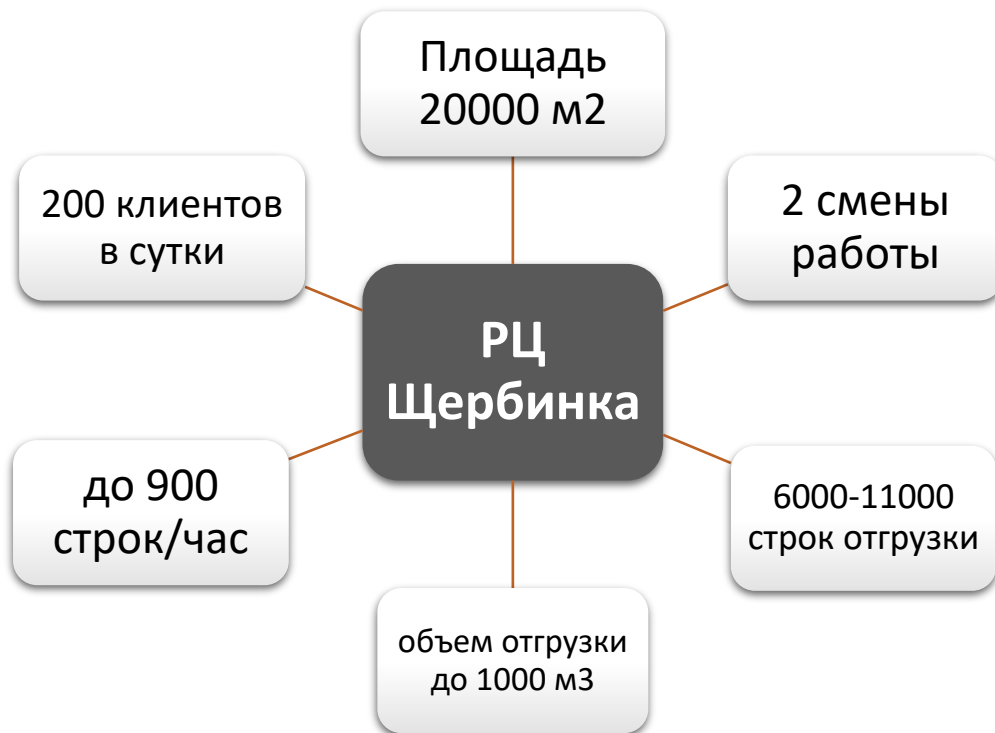 Площадь
20000 м2
200 клиентов
в сутки
2 смены
работы
РЦ
Щербинка
до 900
строк/час
6000-11000
строк отгрузки
объем отгрузки
до 1000 м3